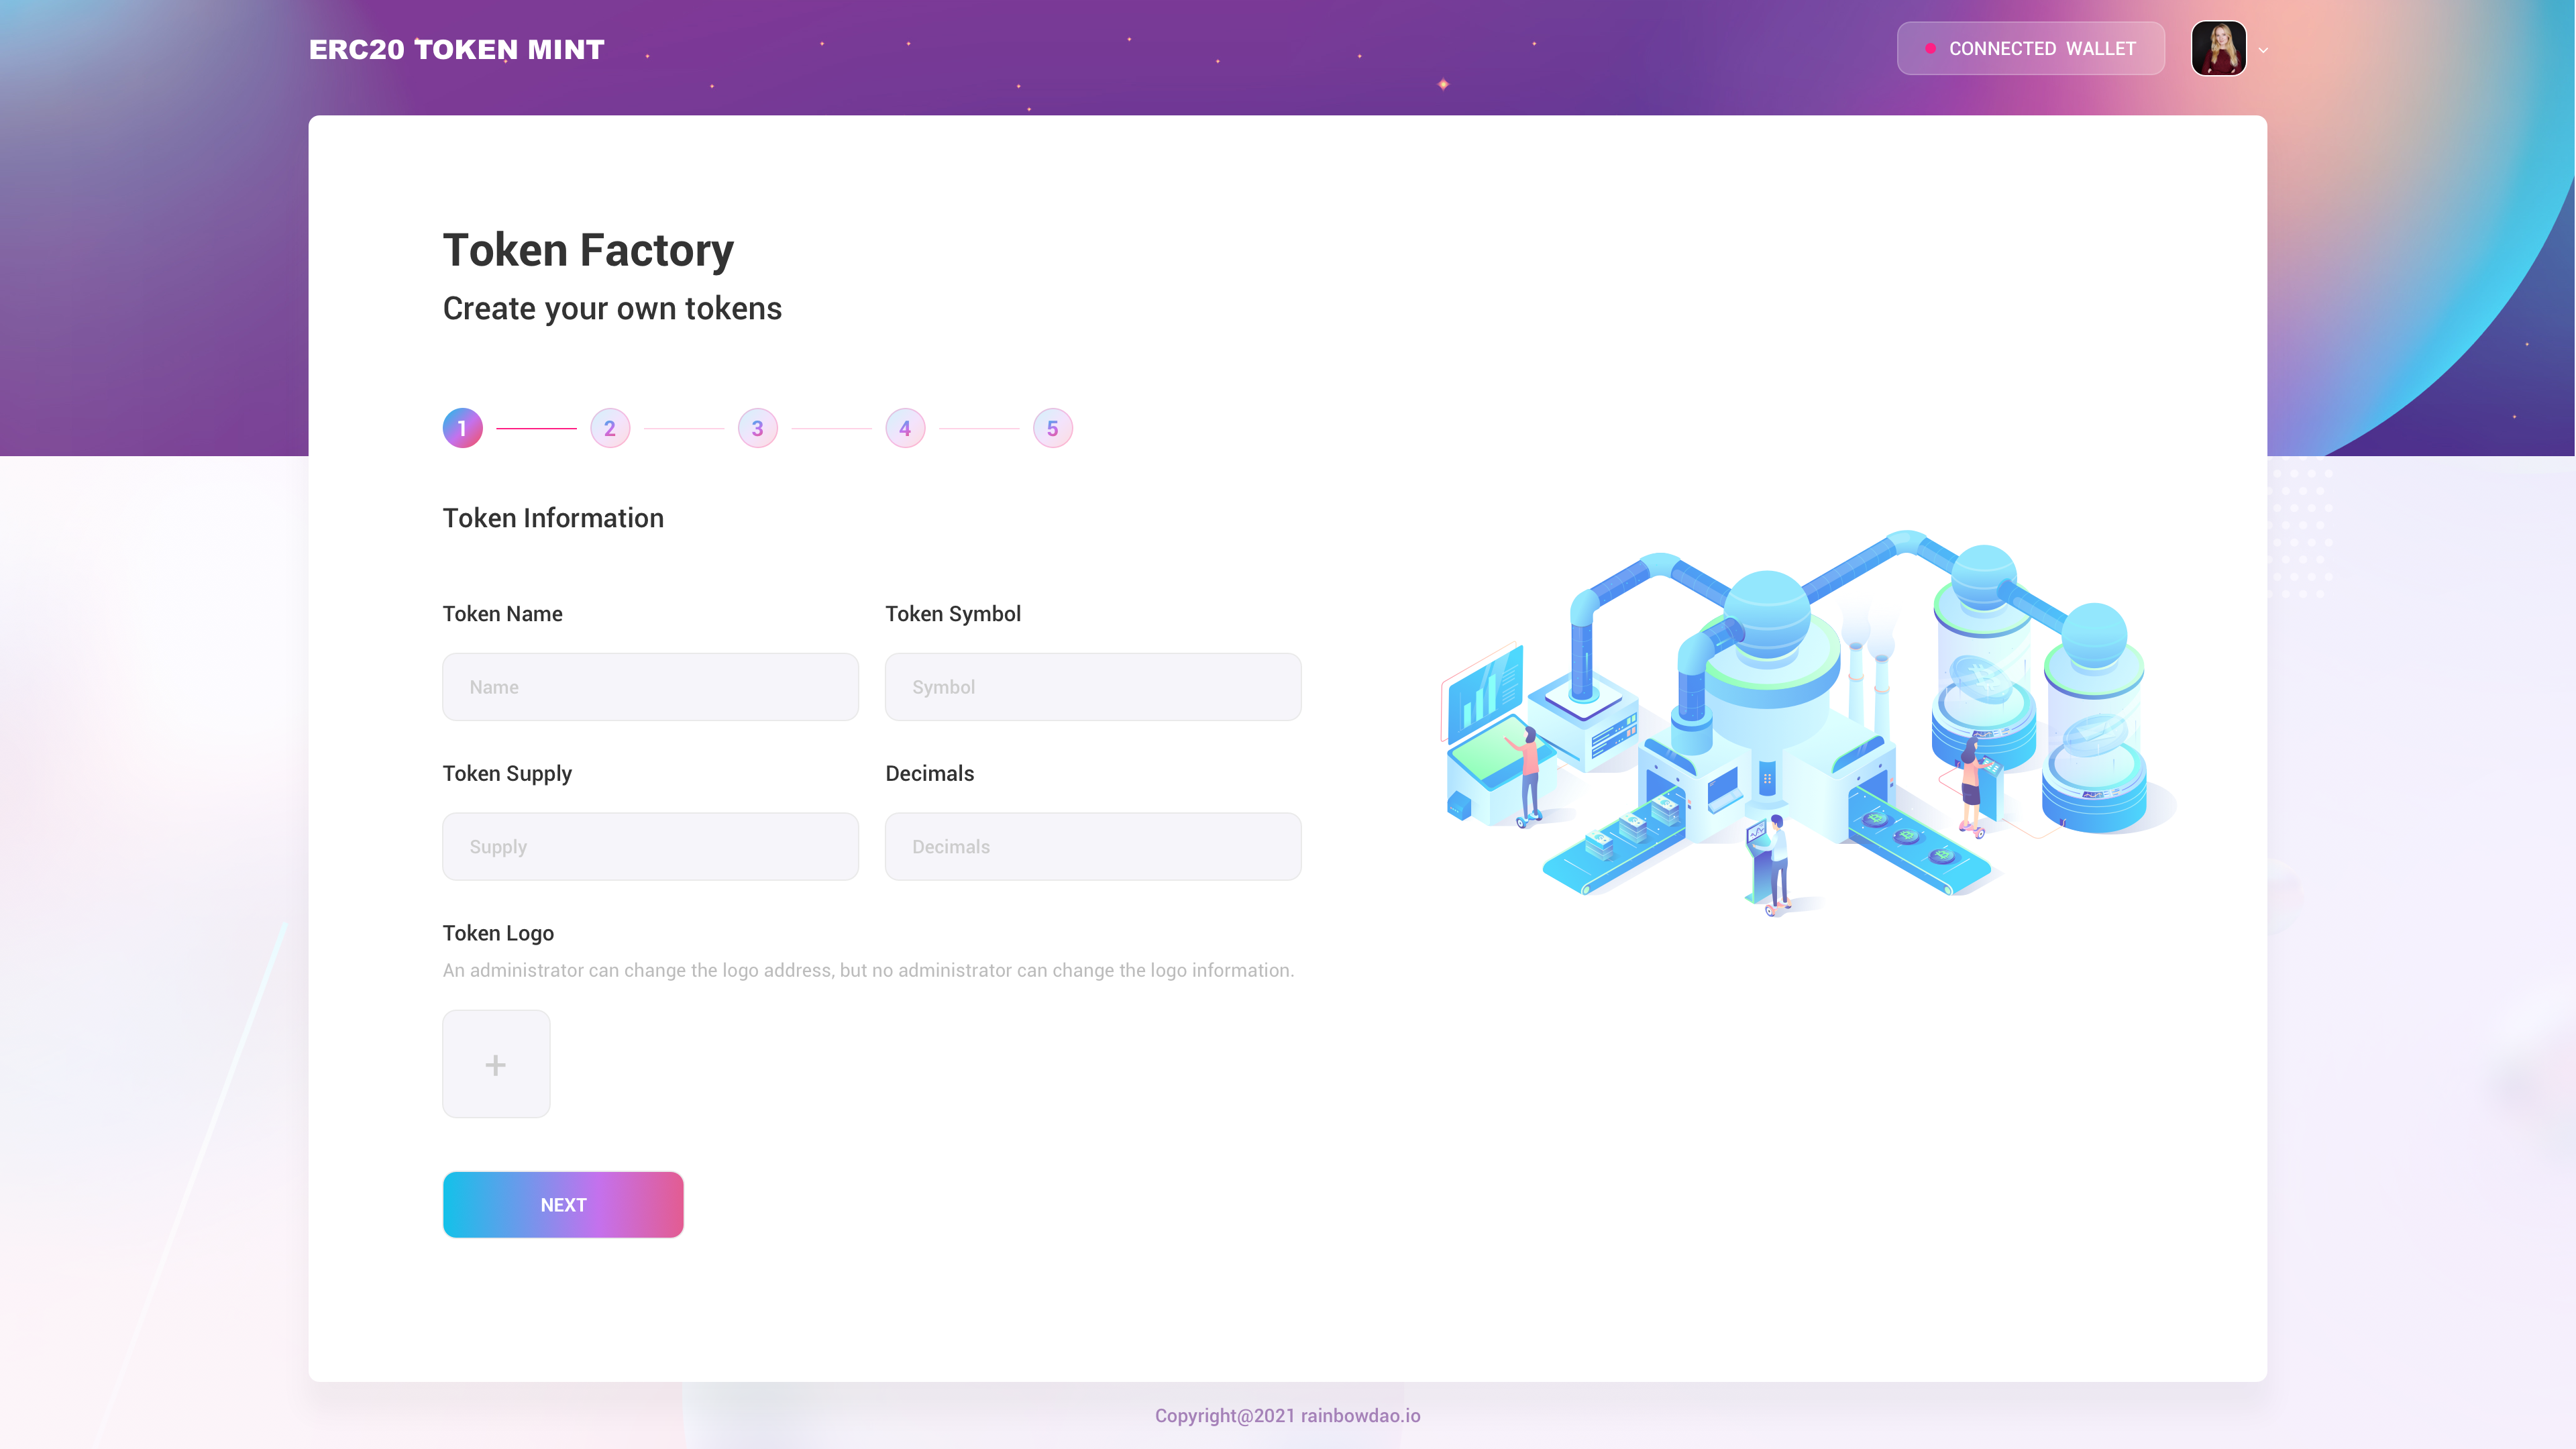 ERC20 TOKEN MINT
CONNECTED WALLET
Token Factory
Create your own tokens
1 2 3 4 5
Token Information
Token Name Token Symbol
Name Symbol
Token Supply Decimals
Supply Decimals
Token Logo
An administrator can change the logo address, but no administrator can change the logo information.
+
NEXT
Copyright@2021 rainbowdao.io